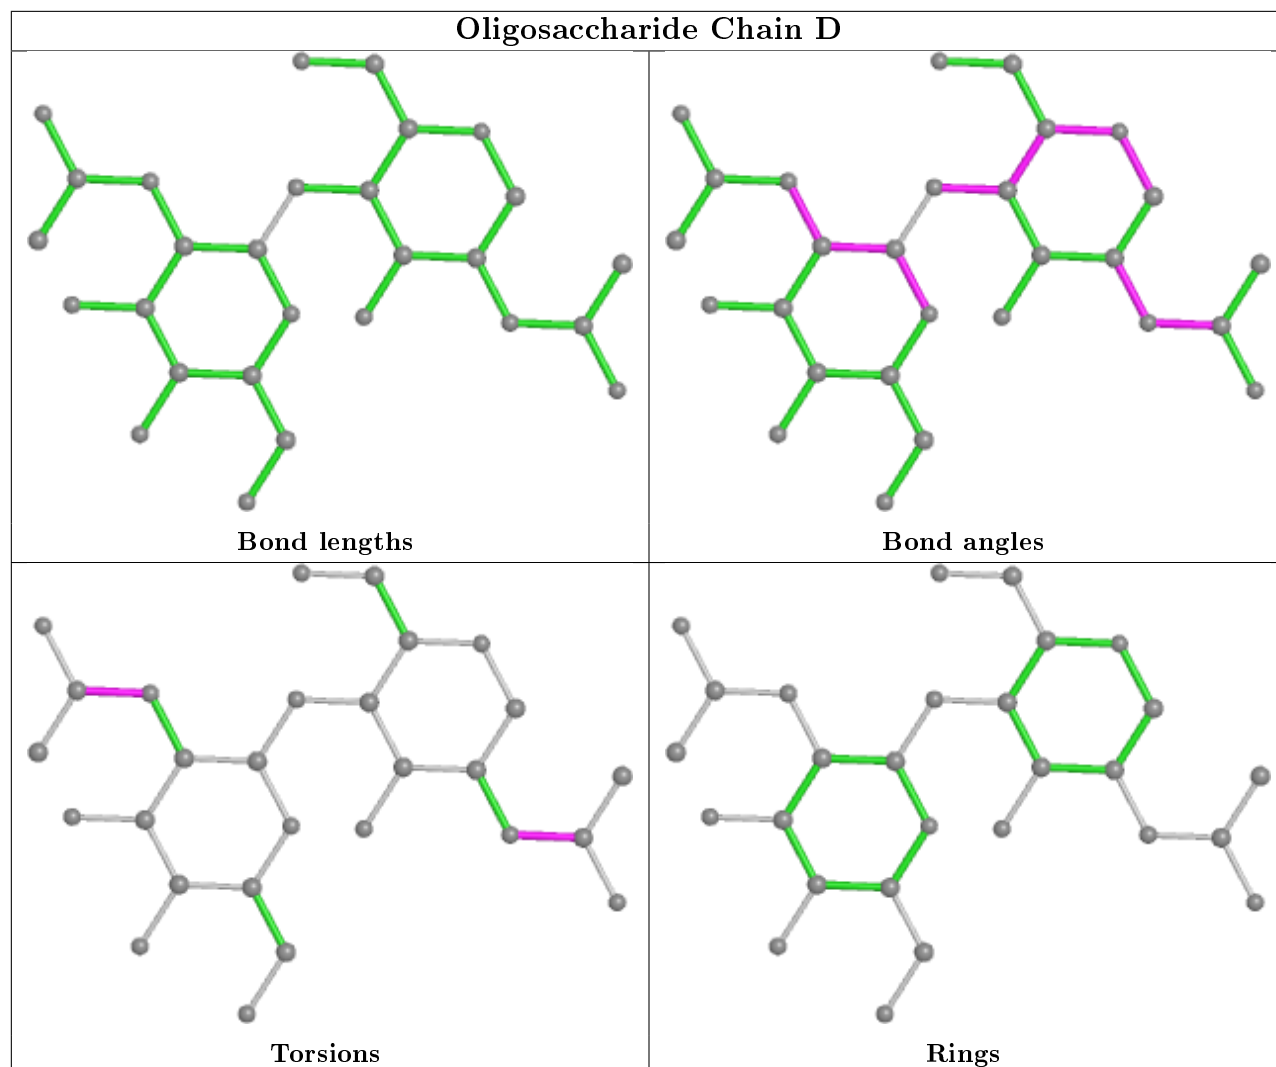 Oligosaccharide Chain D
Bond lengths
Bond angles
Torsions
Rings